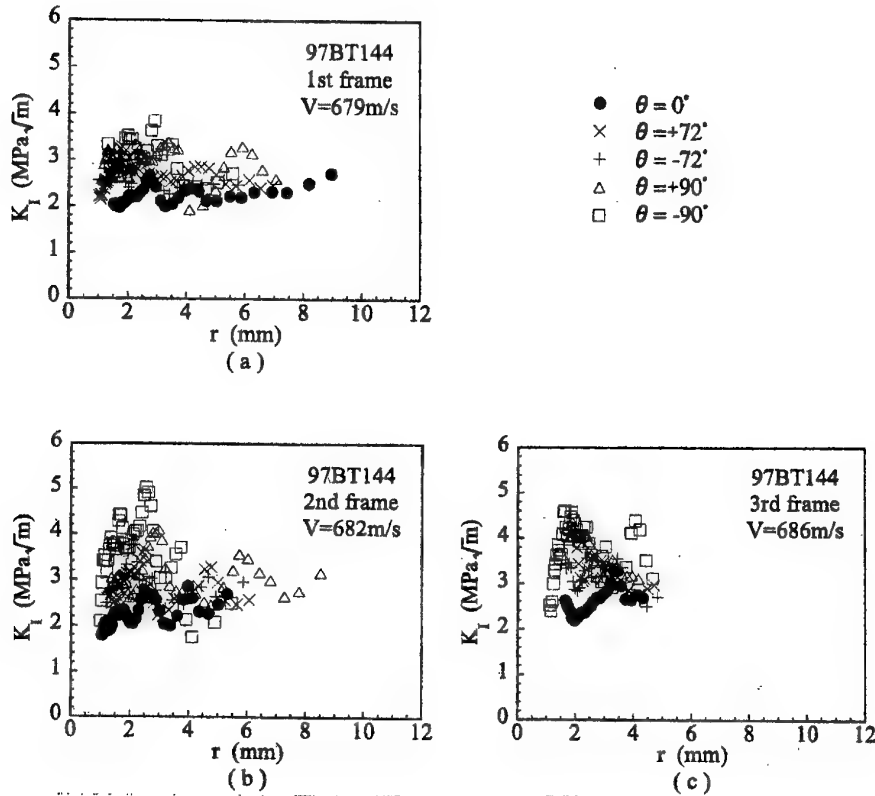 6
5
4
3
2
1
0
K_I (MPa√m)
97BT144
1st frame
V=679m/s
0 2 4 6 8 10 12
r (mm)
( a )
● θ = 0°
× θ = +72°
+ θ = -72°
△ θ = +90°
□ θ = -90°
6
5
4
3
2
1
0
K_I (MPa√m)
97BT144
2nd frame
V=682m/s
0 2 4 6 8 10 12
r (mm)
( b )
6
5
4
3
2
1
0
K_I (MPa√m)
97BT144
3rd frame
V=686m/s
0 2 4 6 8 10 12
r (mm)
( c )